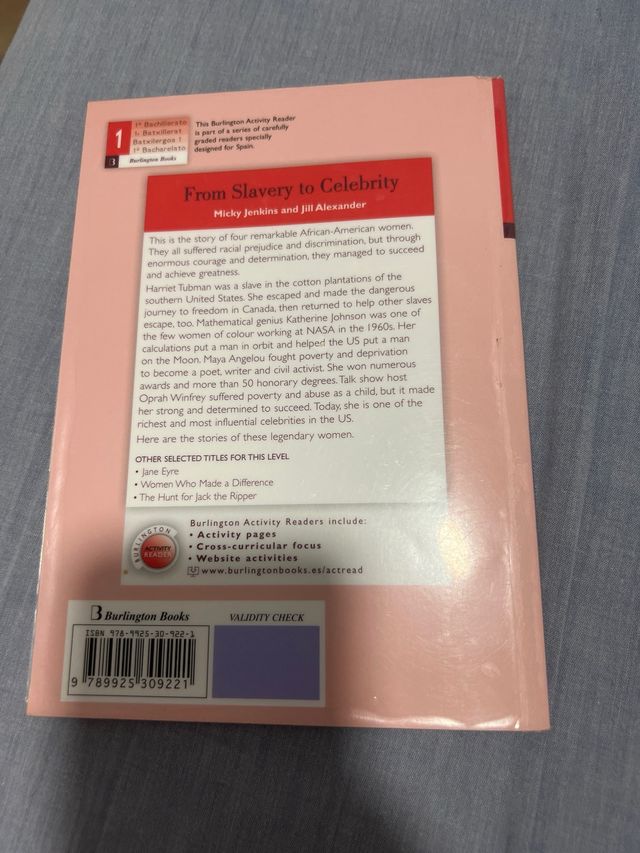 1
1º Bachillerato
1r Batxillerat
Batxilergoa 1
1º Bacharelato
B Burlington Books
This Burlington Activity Reader
is part of a series of carefully
graded readers specially
designed for Spain.
From Slavery to Celebrity
Micky Jenkins and Jill Alexander
This is the story of four remarkable African-American women.
They all suffered racial prejudice and discrimination, but through
enormous courage and determination, they managed to succeed
and achieve greatness.
Harriet Tubman was a slave in the cotton plantations of the
southern United States. She escaped and made the dangerous
journey to freedom in Canada, then returned to help other slaves
escape, too. Mathematical genius Katherine Johnson was one of
the few women of colour working at NASA in the 1960s. Her
calculations put a man in orbit and helped the US put a man
on the Moon. Maya Angelou fought poverty and deprivation
to become a poet, writer and civil activist. She won numerous
awards and more than 50 honorary degrees. Talk show host
Oprah Winfrey suffered poverty and abuse as a child, but it made
her strong and determined to succeed. Today, she is one of the
richest and most influential celebrities in the US.
Here are the stories of these legendary women.
OTHER SELECTED TITLES FOR THIS LEVEL
• Jane Eyre
• Women Who Made a Difference
• The Hunt for Jack the Ripper
BURLINGTON
ACTIVITY
READER
Burlington Activity Readers include:
• Activity pages
• Cross-curricular focus
• Website activities
www.burlingtonbooks.es/actread
B Burlington Books
VALIDITY CHECK
ISBN 978-9925-30-922-1
9 789925 309221